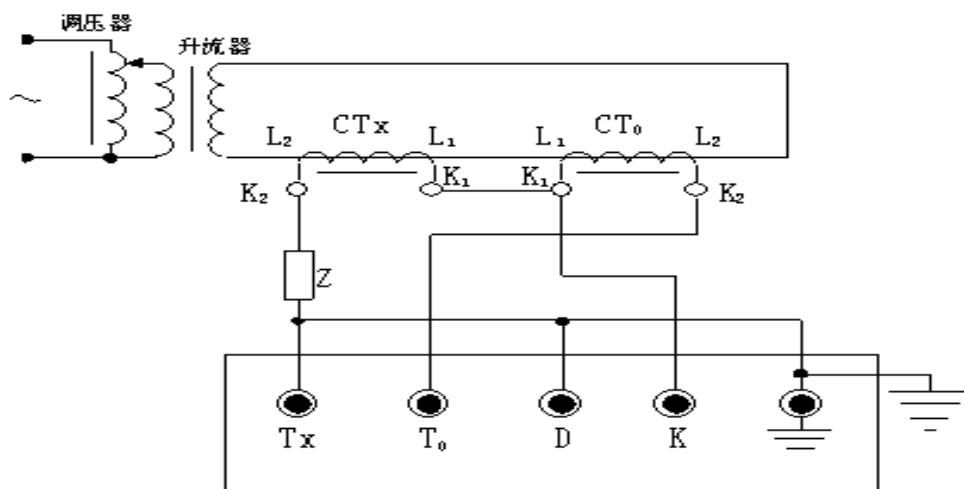 调压器
升流器
L₂ CTx L₁ L₁ CT₀ L₂
K₂ K₁ K₁ K₂
Z
Tx T₀ D K